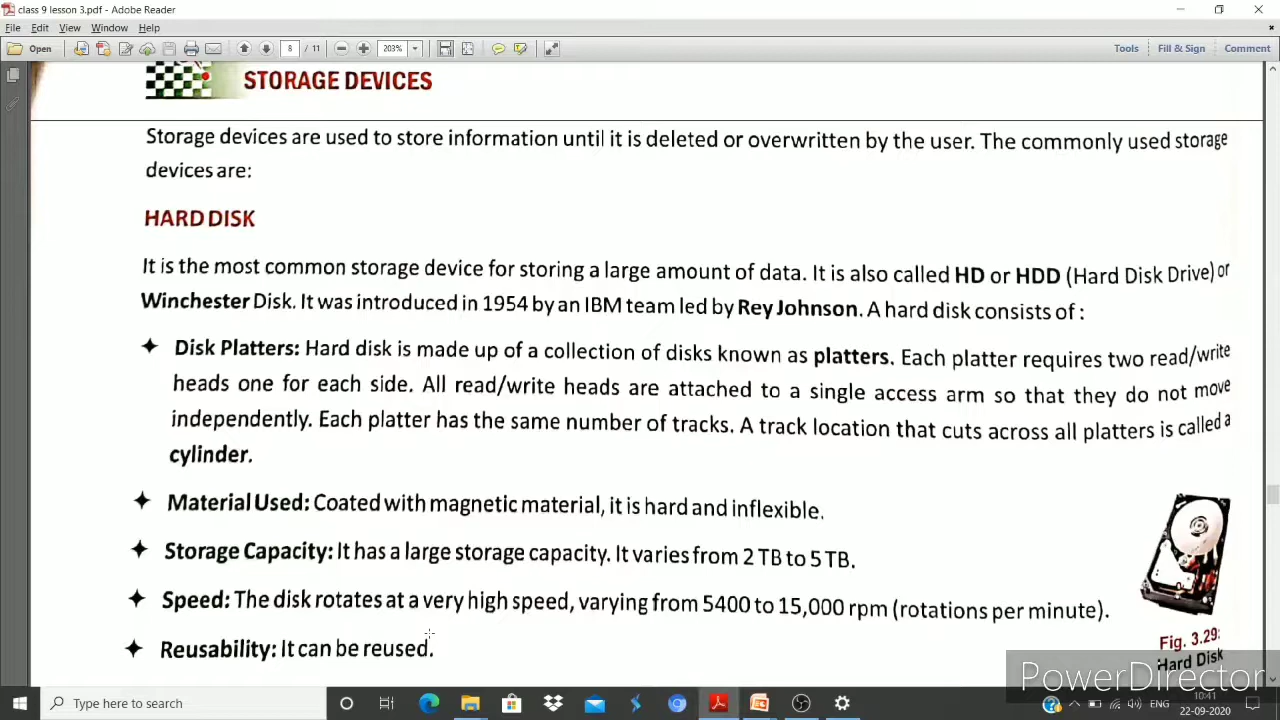 class 9 lesson 3.pdf - Adobe Reader
File Edit View Window Help
Open 8 / 11 203% Tools Fill & Sign Comment
STORAGE DEVICES
Storage devices are used to store information until it is deleted or overwritten by the user. The commonly used storage
devices are:
HARD DISK
It is the most common storage device for storing a large amount of data. It is also called HD or HDD (Hard Disk Drive) or
Winchester Disk. It was introduced in 1954 by an IBM team led by Rey Johnson. A hard disk consists of :
Disk Platters: Hard disk is made up of a collection of disks known as platters. Each platter requires two read/write
heads one for each side. All read/write heads are attached to a single access arm so that they do not move
independently. Each platter has the same number of tracks. A track location that cuts across all platters is called a
cylinder.
Material Used: Coated with magnetic material, it is hard and inflexible.
Storage Capacity: It has a large storage capacity. It varies from 2 TB to 5 TB.
Speed: The disk rotates at a very high speed, varying from 5400 to 15,000 rpm (rotations per minute).
Reusability: It can be reused.
Fig. 3.29:
Hard Disk
PowerDirector
Type here to search
ENG
10:41
22-09-2020